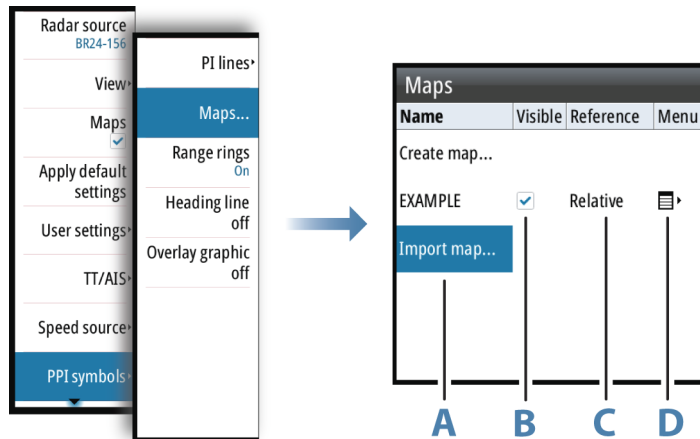 Radar source
BR24-156
View
Maps
Apply default
settings
User settings
TT/AIS
Speed source
PPI symbols
PI lines
Maps...
Range rings
On
Heading line
off
Overlay graphic
off
Maps
Name Visible Reference Menu
Create map...
EXAMPLE Relative
Import map...
A B C D